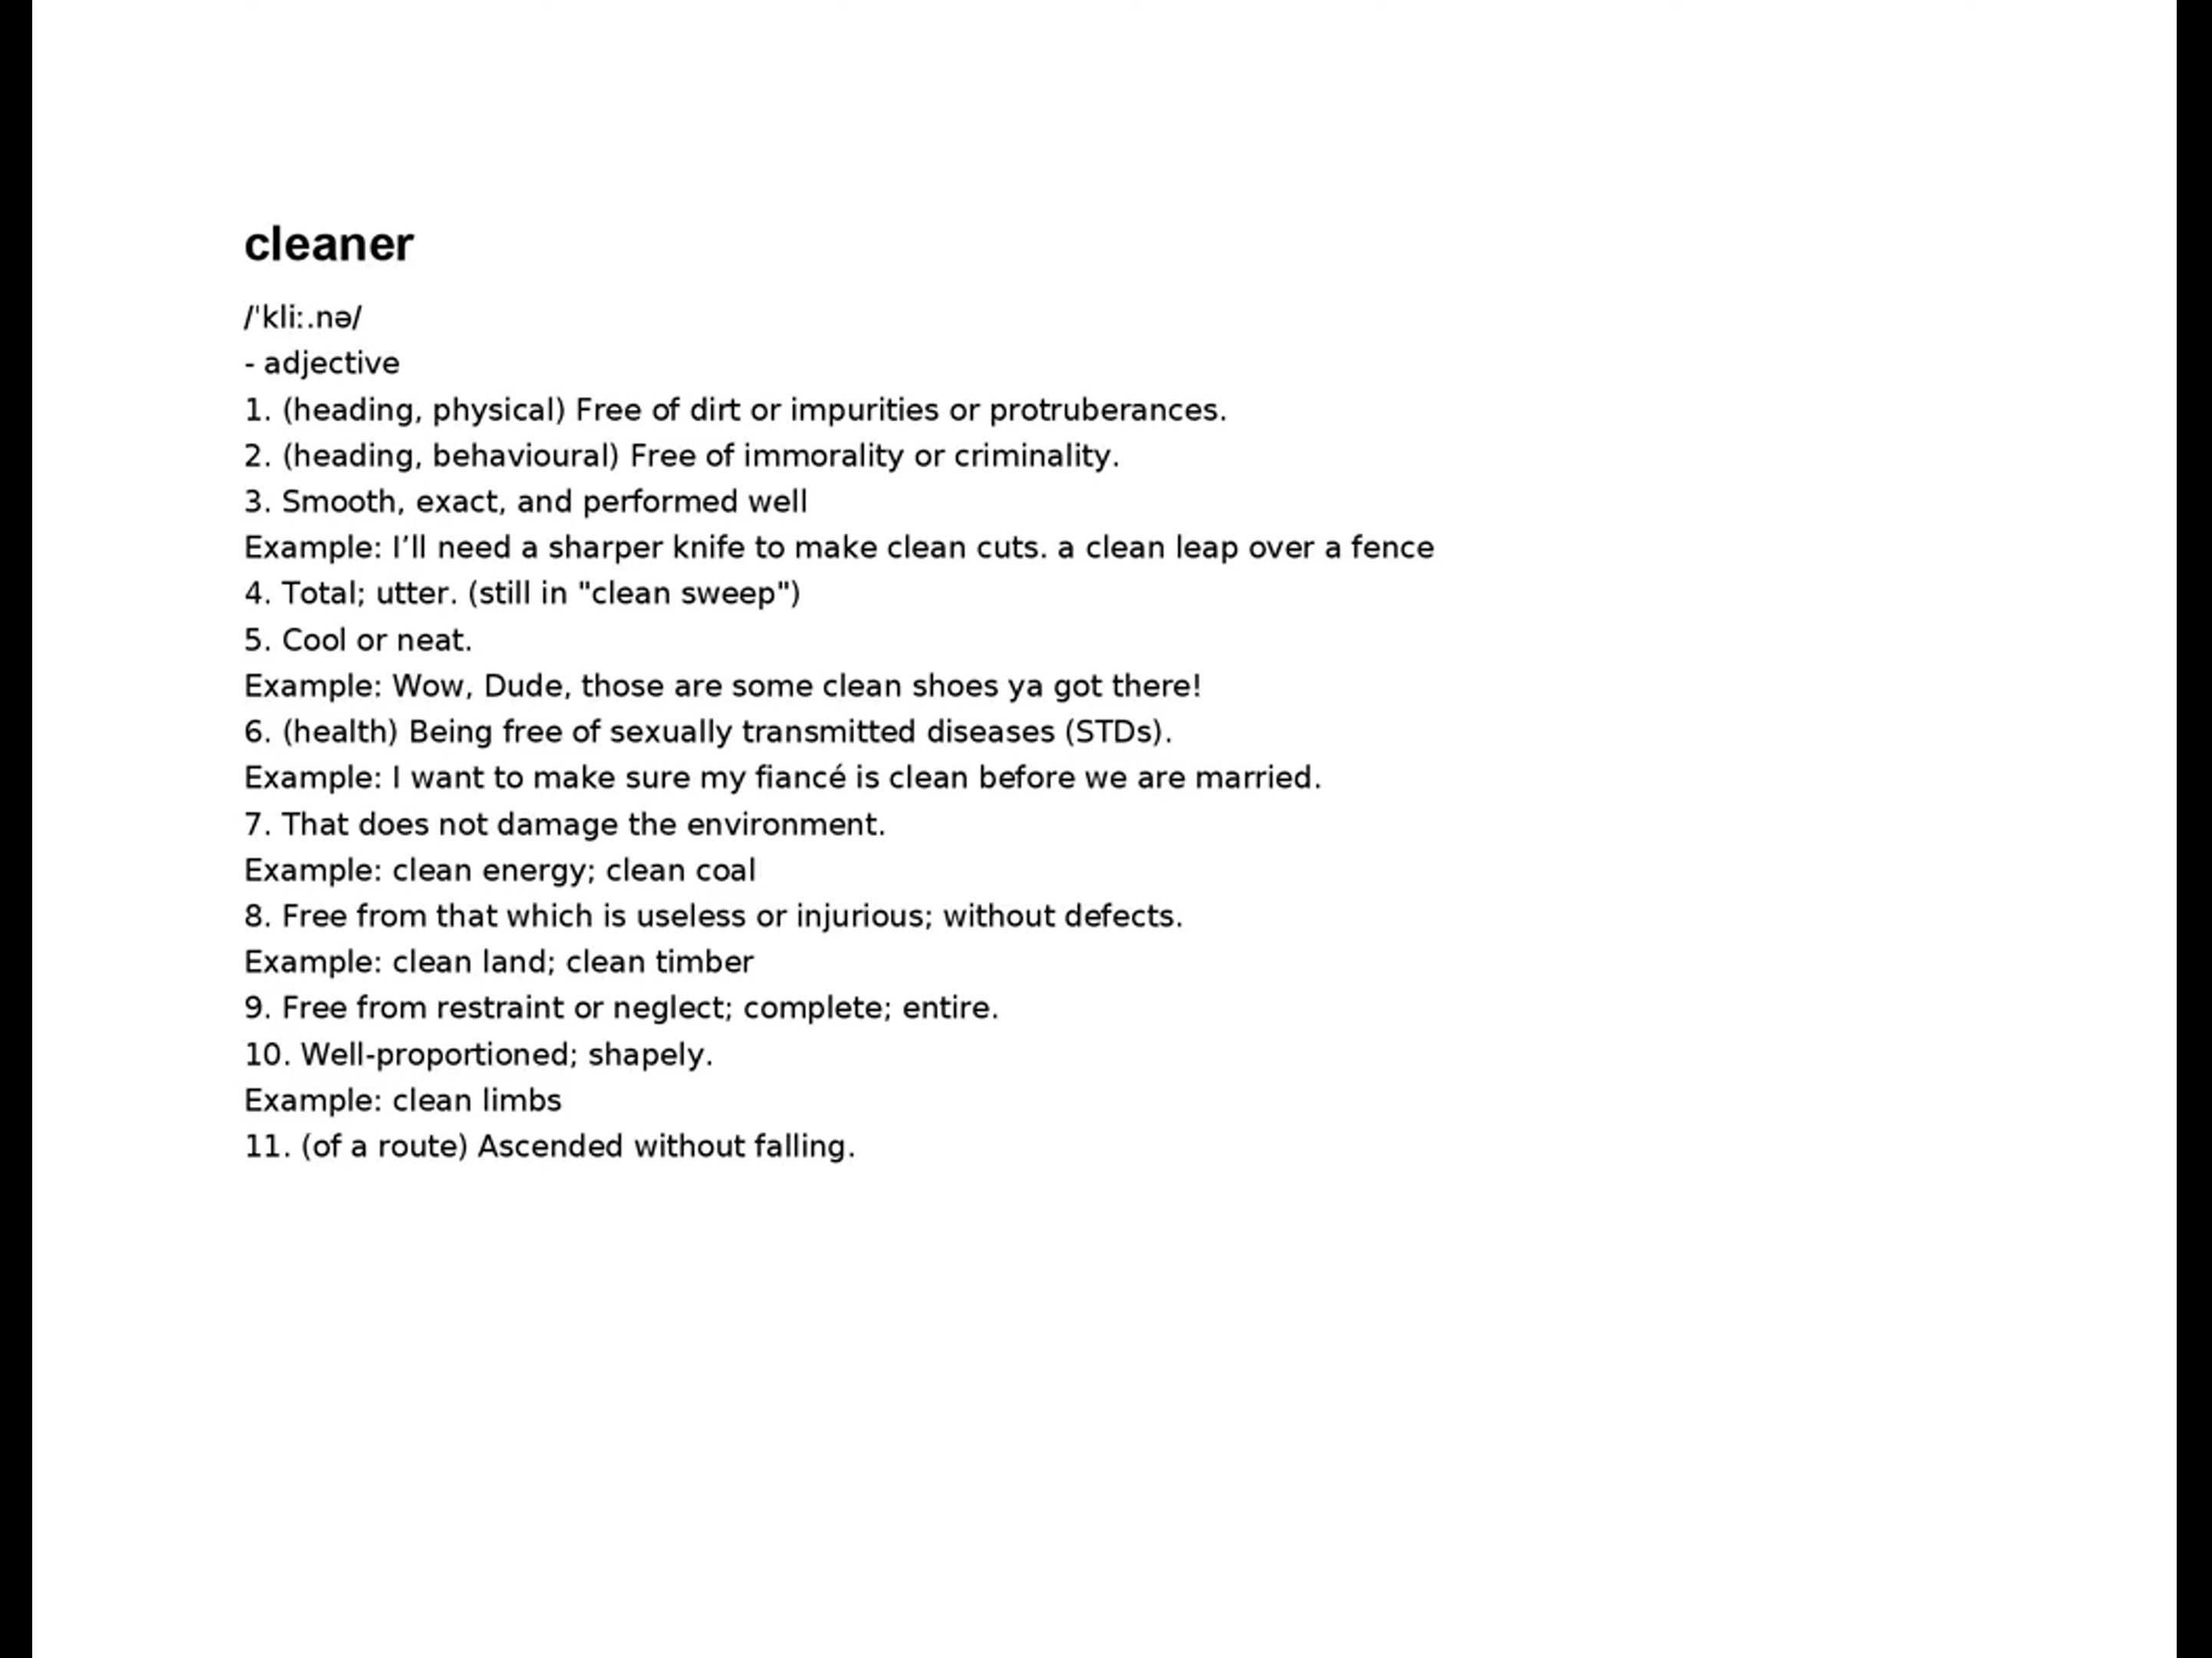 cleaner
/ˈkliː.nə/
- adjective
1. (heading, physical) Free of dirt or impurities or protruberances.
2. (heading, behavioural) Free of immorality or criminality.
3. Smooth, exact, and performed well
Example: I’ll need a sharper knife to make clean cuts. a clean leap over a fence
4. Total; utter. (still in "clean sweep")
5. Cool or neat.
Example: Wow, Dude, those are some clean shoes ya got there!
6. (health) Being free of sexually transmitted diseases (STDs).
Example: I want to make sure my fiancé is clean before we are married.
7. That does not damage the environment.
Example: clean energy; clean coal
8. Free from that which is useless or injurious; without defects.
Example: clean land; clean timber
9. Free from restraint or neglect; complete; entire.
10. Well-proportioned; shapely.
Example: clean limbs
11. (of a route) Ascended without falling.